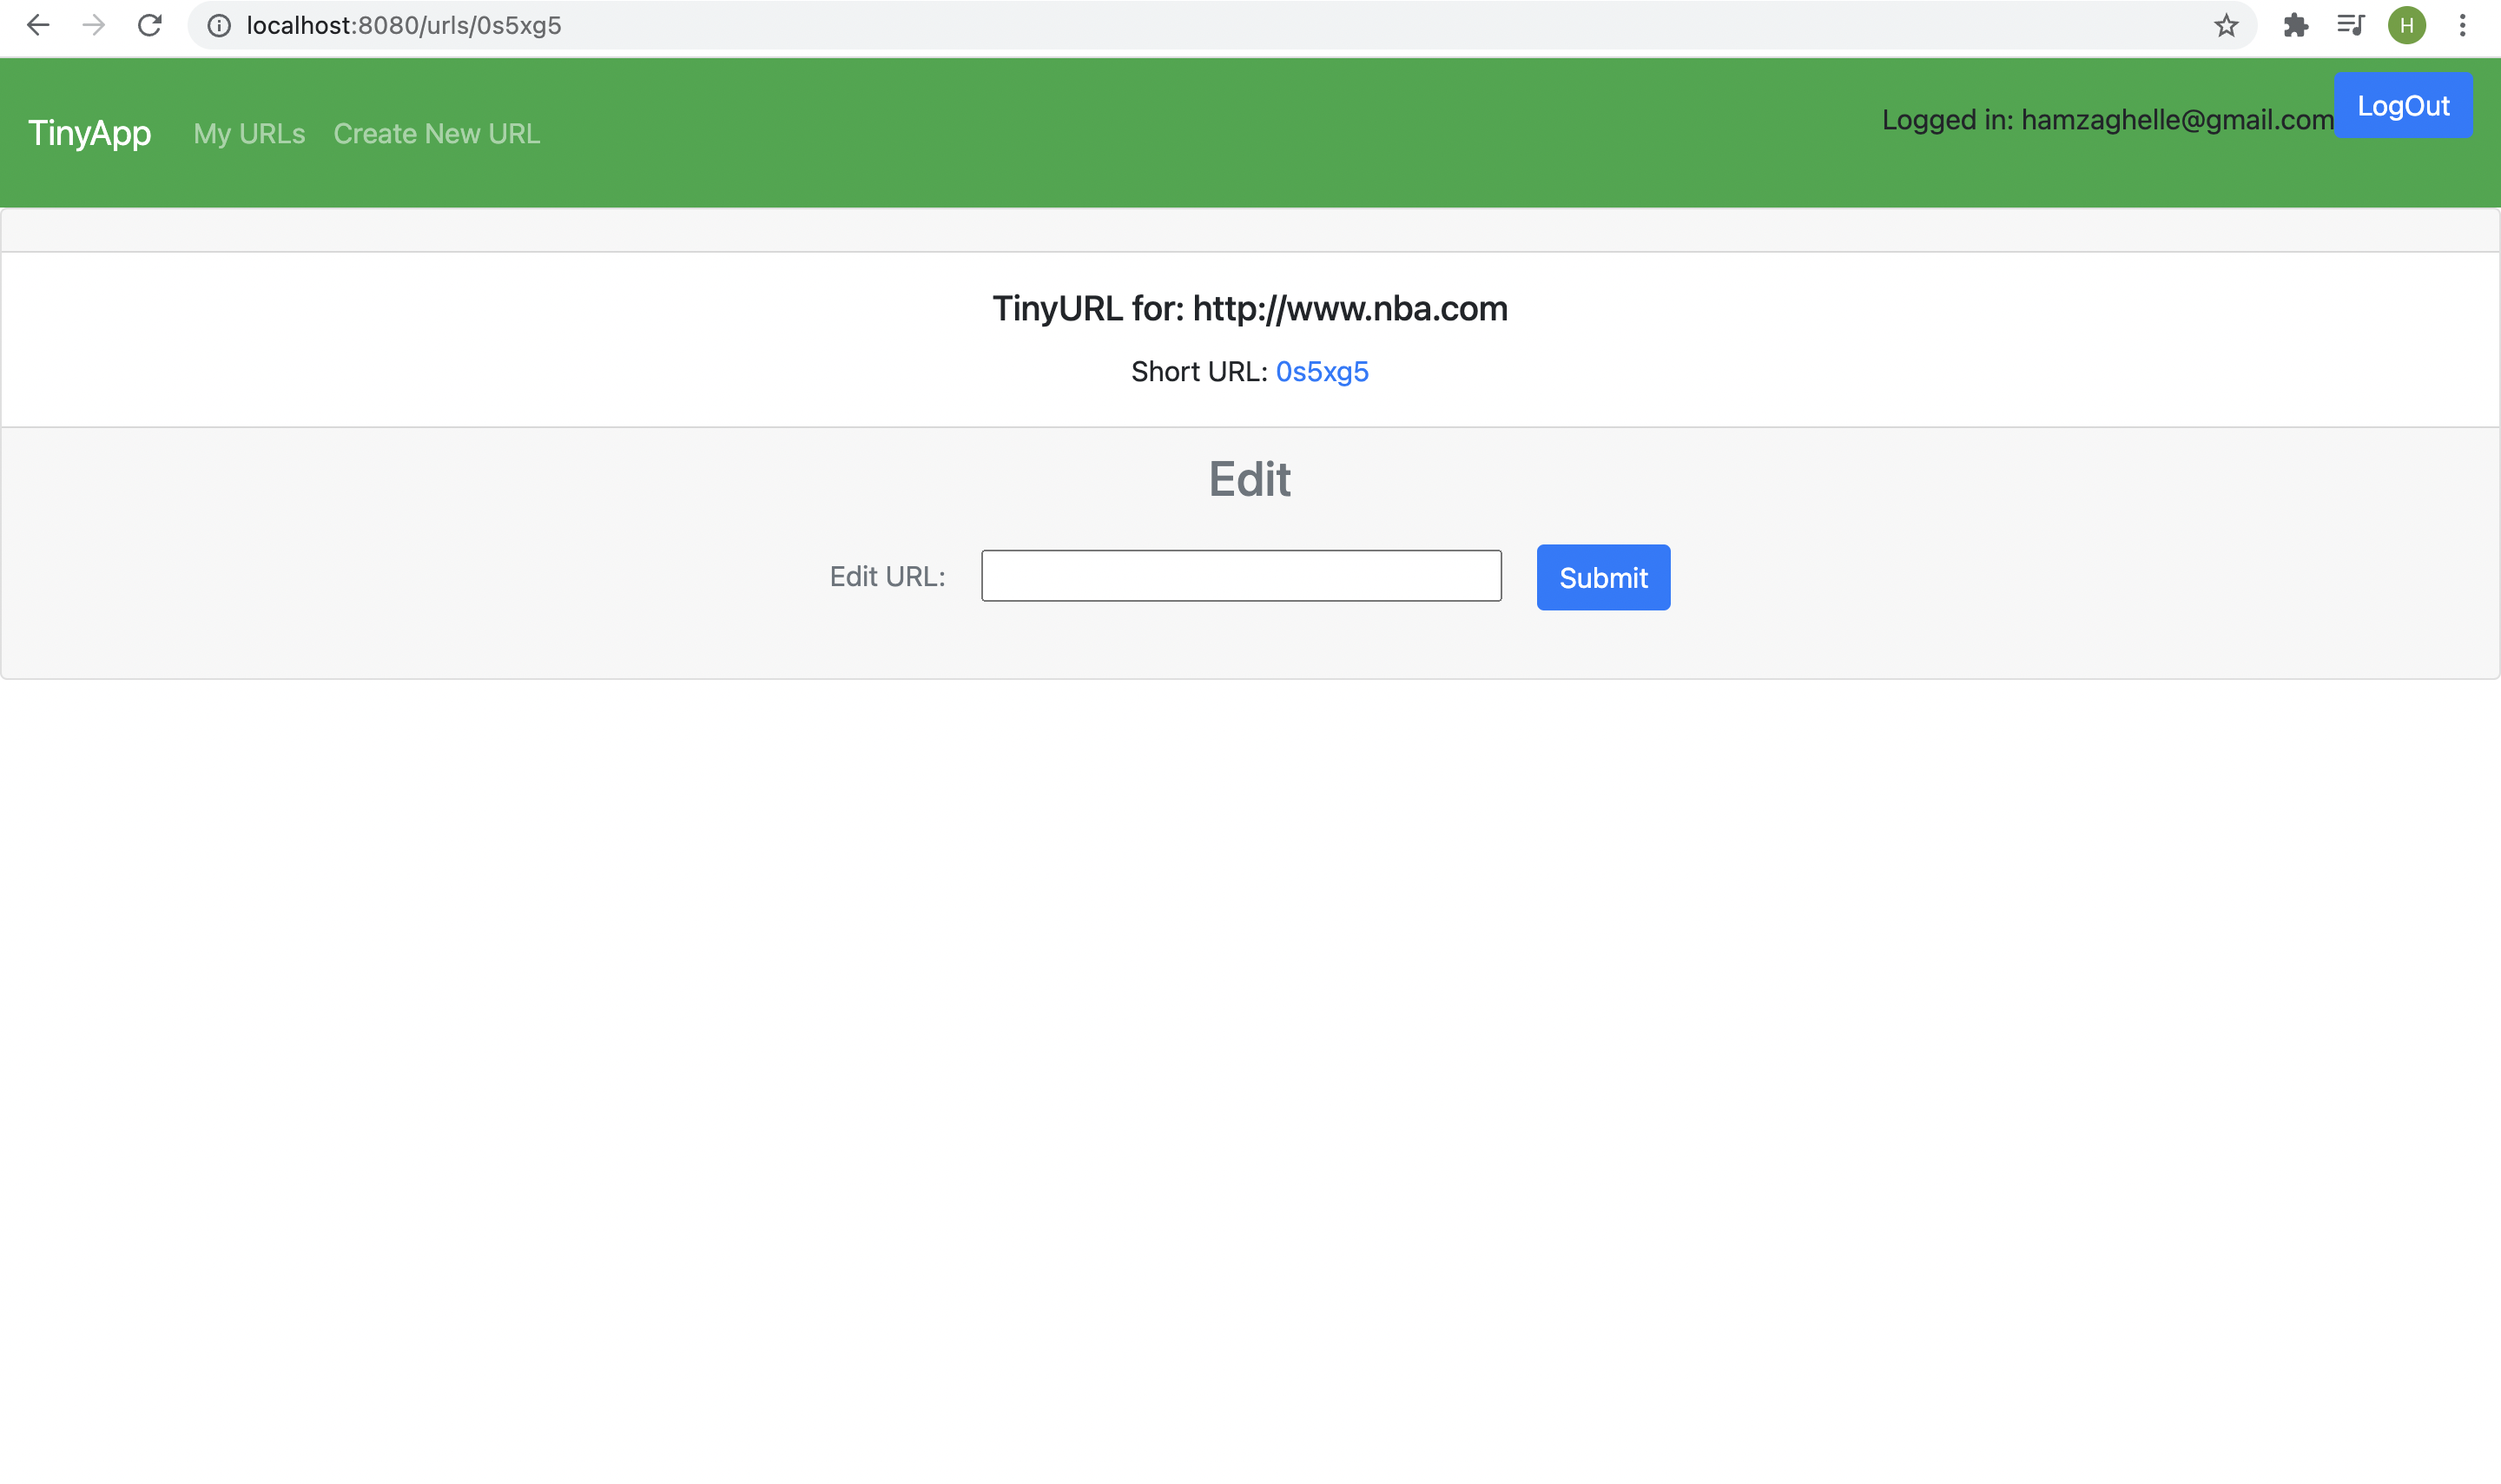 localhost:8080/urls/0s5xg5
H
TinyApp My URLs Create New URL Logged in: hamzaghelle@gmail.com LogOut
TinyURL for: http://www.nba.com
Short URL: 0s5xg5
Edit
Edit URL: Submit